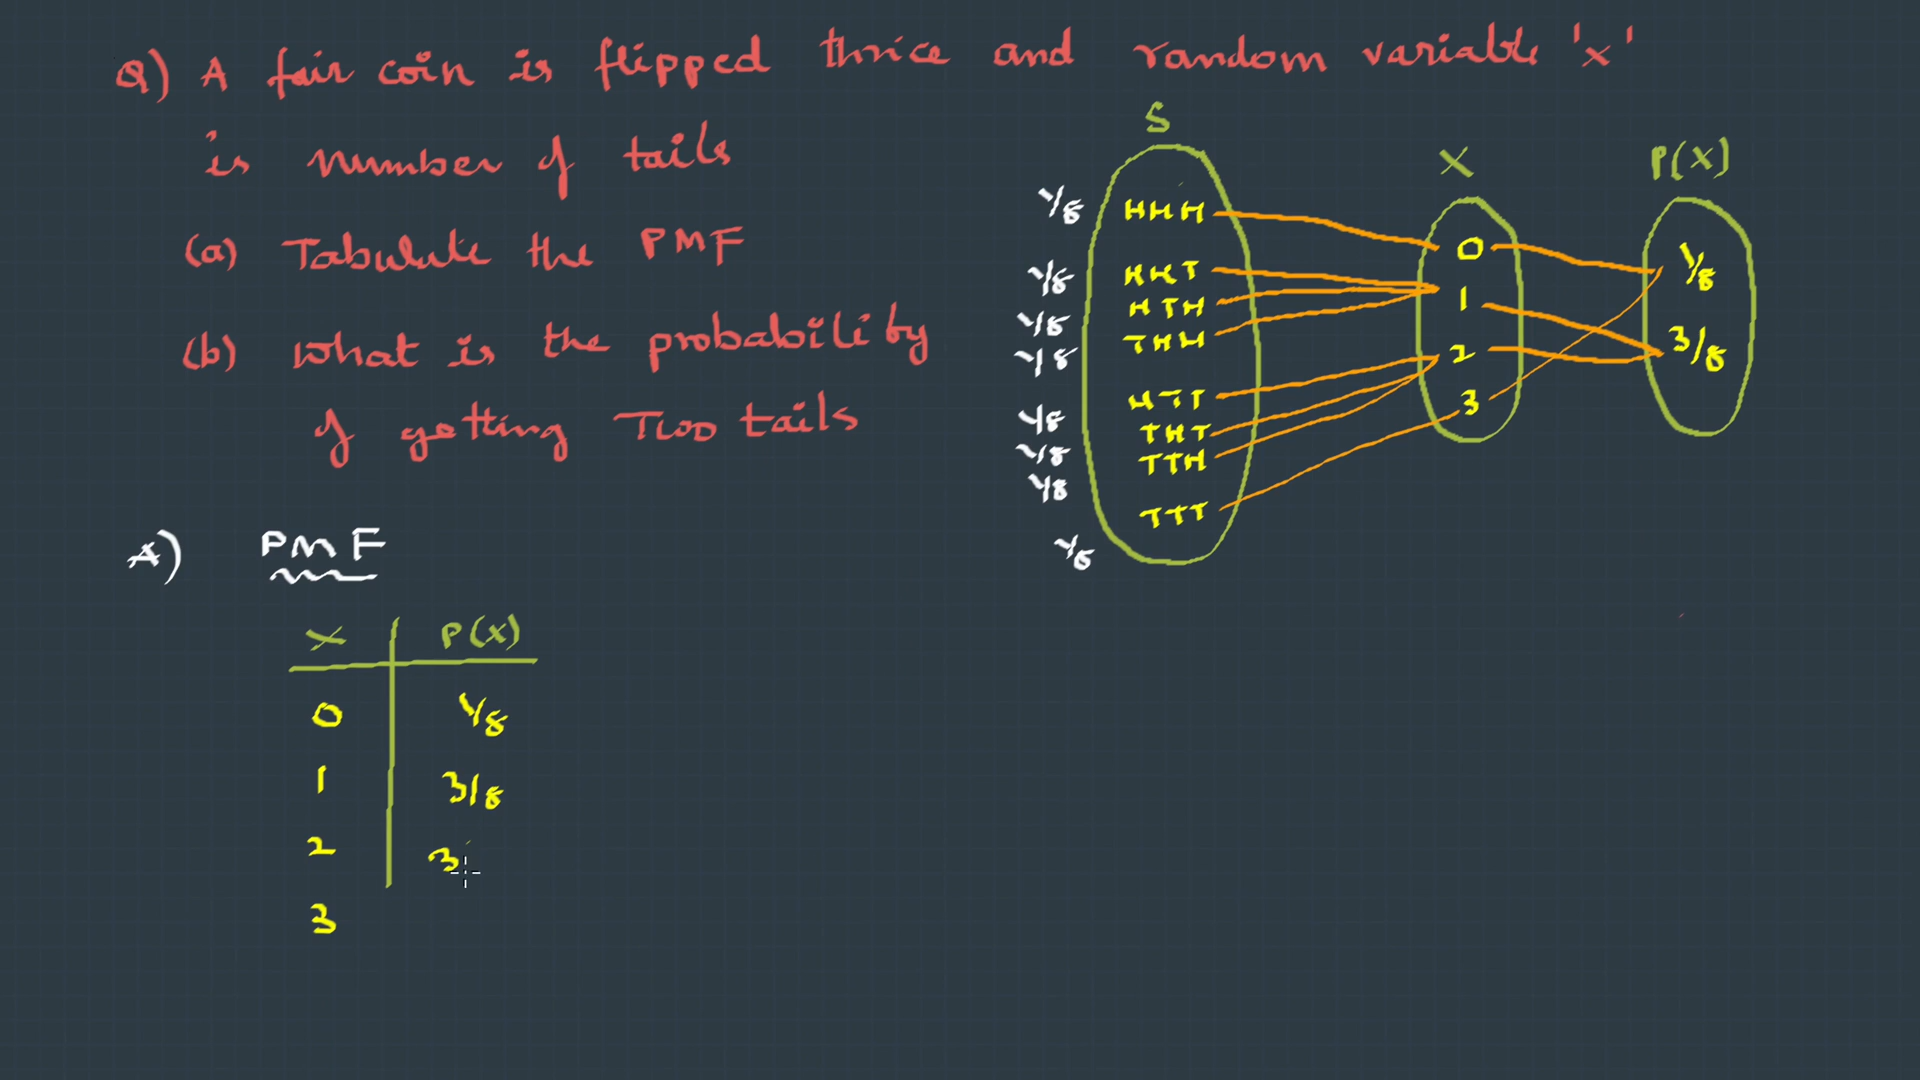 Q) A fair coin is flipped thrice and random variable 'x'
is number of tails
(a) Tabulate the PMF
(b) What is the probability
of getting Two tails
S
X
P(X)
1/8 HHH
1/8 HHT
1/8 HTH
1/8 THH
1/8 HTT
1/8 THT
1/8 TTH
1/8 TTT
0
1
2
3
1/8
3/8
A) PMF
X P(X)
0 1/8
1 3/8
2 3
3